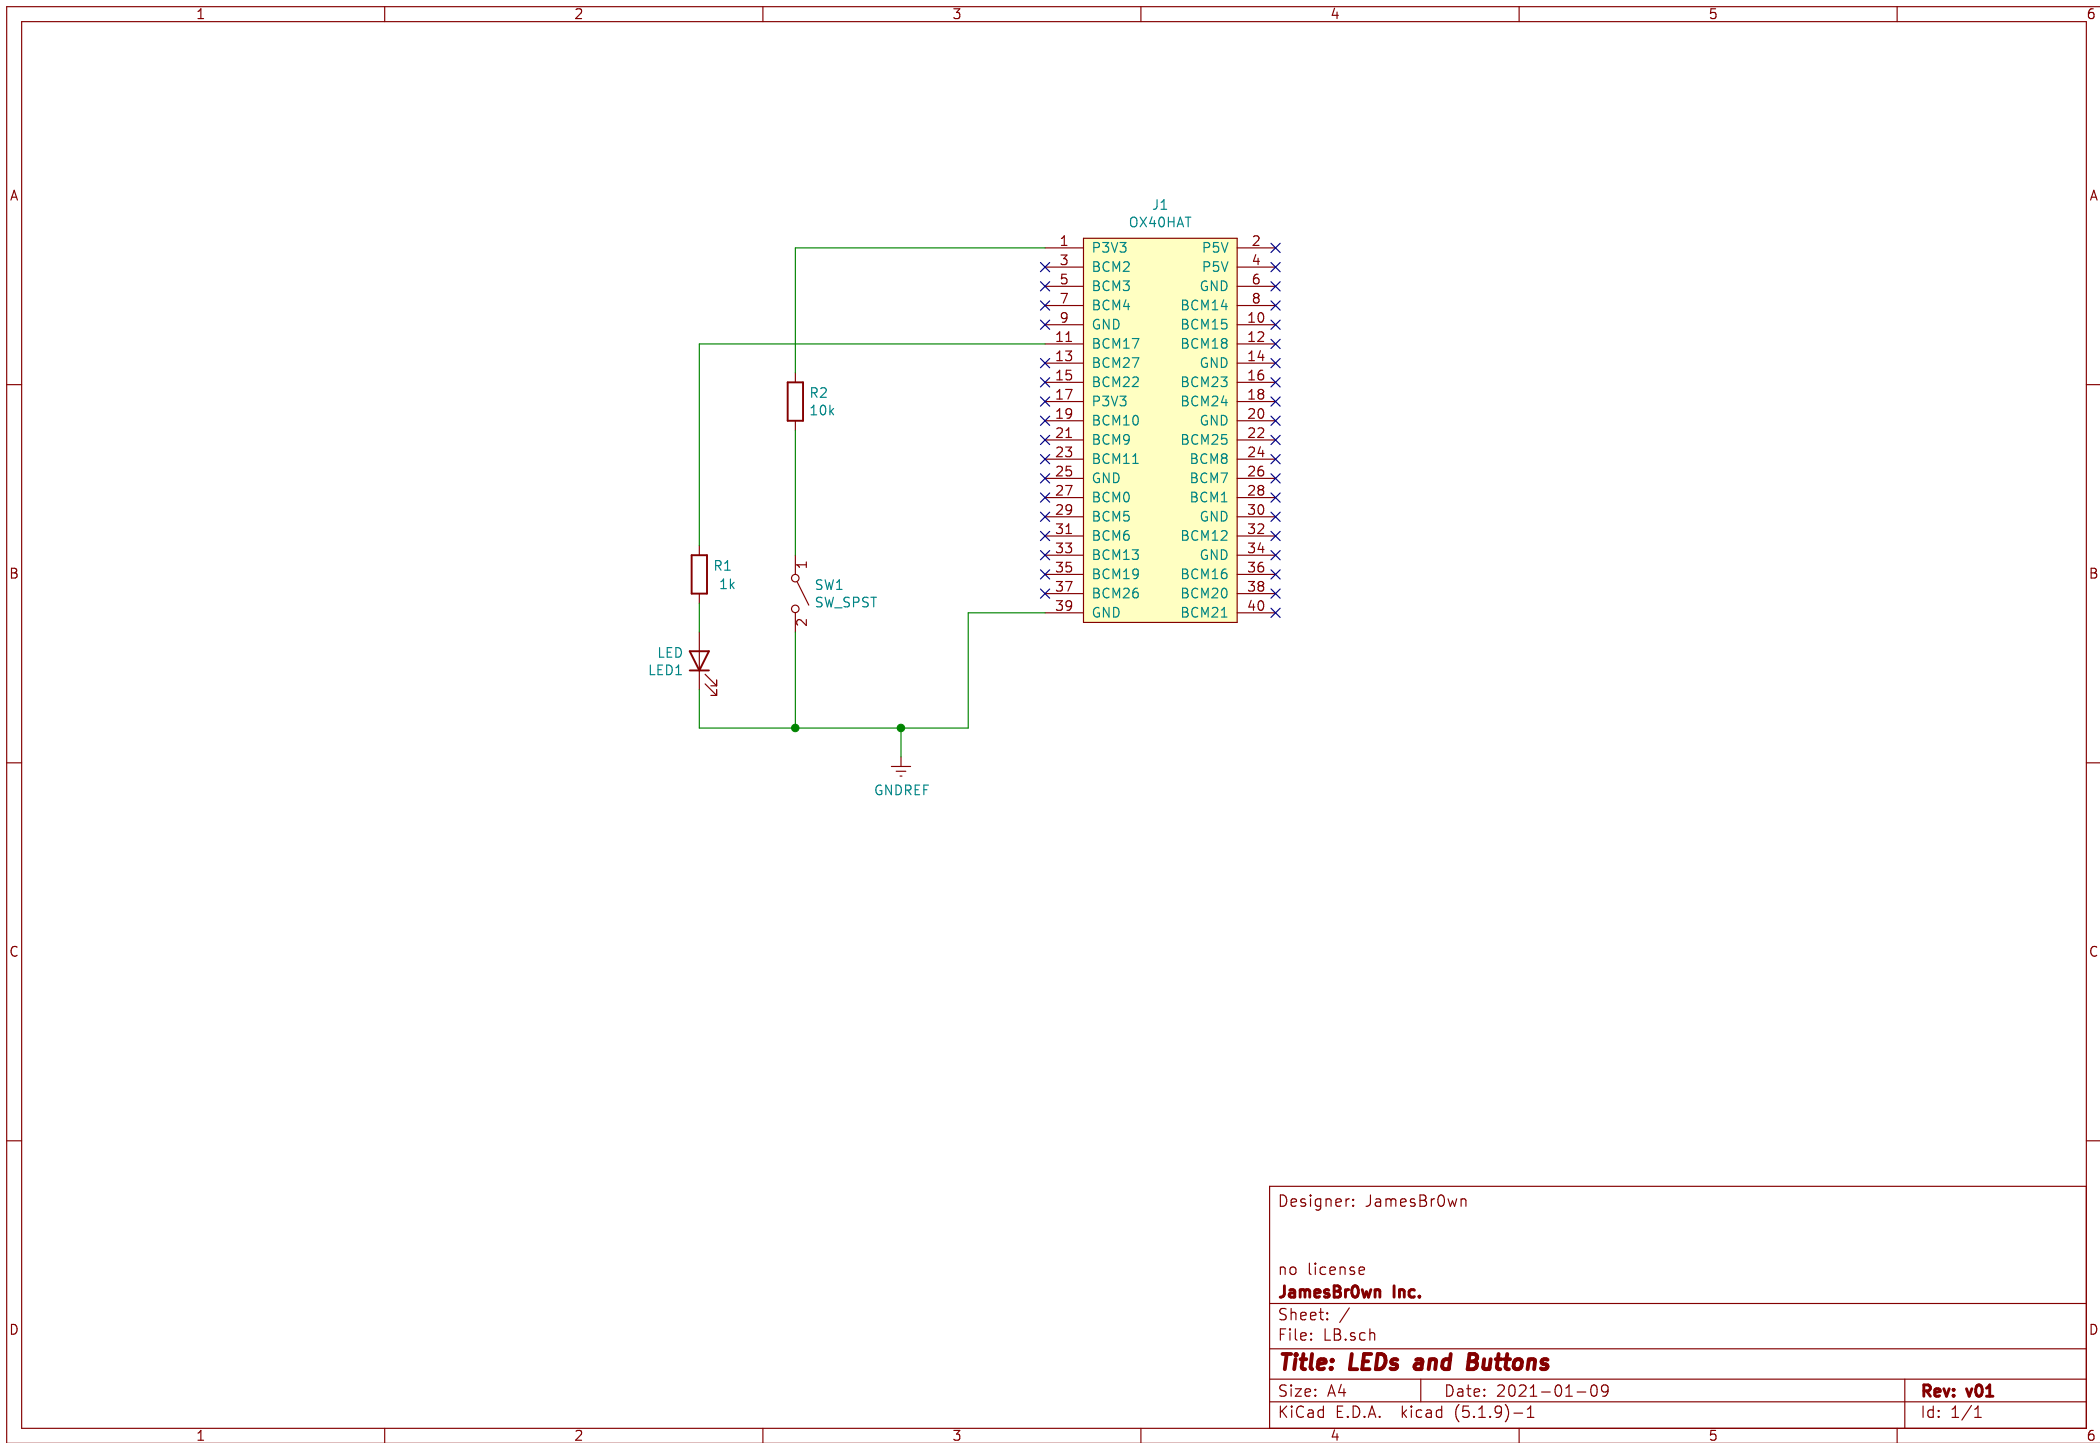 1 2 3 4 5 6
A A
J1
OX40HAT
1 P3V3 P5V 2
3 BCM2 P5V 4
5 BCM3 GND 6
7 BCM4 BCM14 8
9 GND BCM15 10
11 BCM17 BCM18 12
13 BCM27 GND 14
15 BCM22 BCM23 16
17 P3V3 BCM24 18
19 BCM10 GND 20
21 BCM9 BCM25 22
23 BCM11 BCM8 24
25 GND BCM7 26
27 BCM0 BCM1 28
29 BCM5 GND 30
31 BCM6 BCM12 32
33 BCM13 GND 34
35 BCM19 BCM16 36
37 BCM26 BCM20 38
39 GND BCM21 40
R2
10k
B B
R1
1k
1
SW1
SW_SPST
2
LED
LED1
GNDREF
C C
Designer: JamesBr0wn
no license
JamesBr0wn Inc.
Sheet: /
File: LB.sch
D D
Title: LEDs and Buttons
Size: A4 Date: 2021-01-09 Rev: v01
KiCad E.D.A. kicad (5.1.9)-1 Id: 1/1
1 2 3 4 5 6